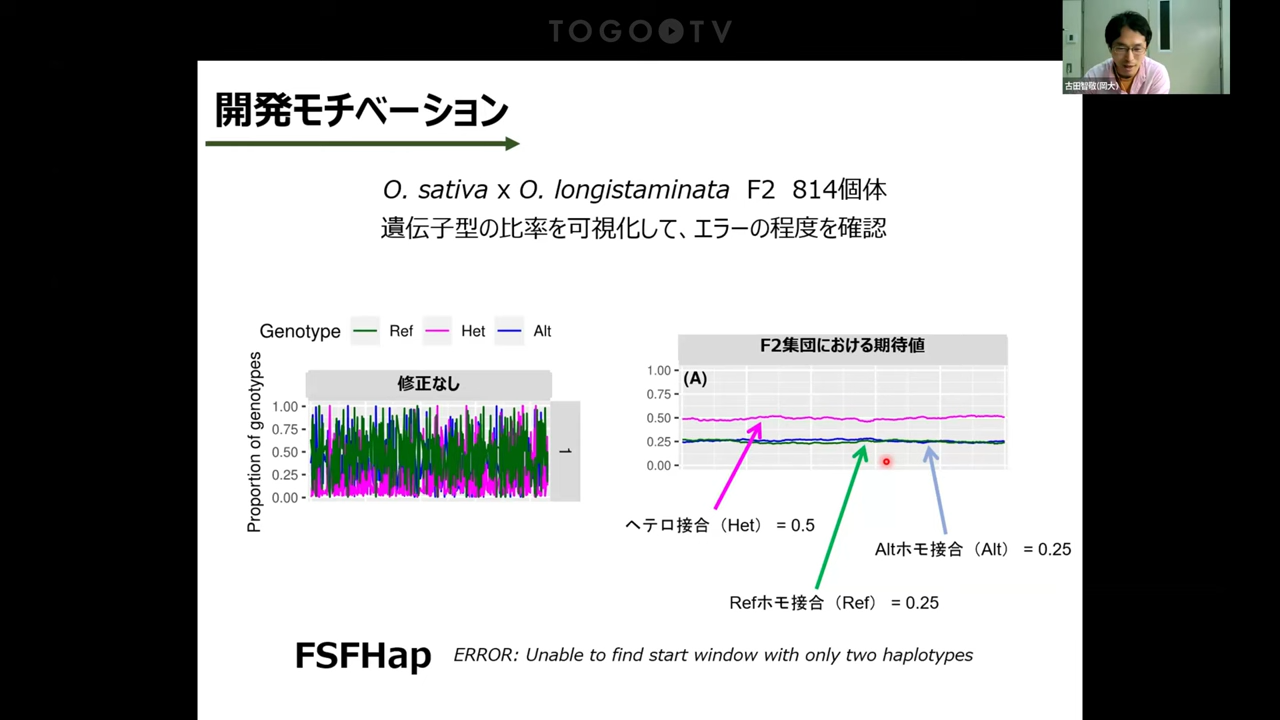 TOGO TV
古田智敬(岡大)
開発モチベーション
O. sativa x O. longistaminata F2 814個体
遺伝子型の比率を可視化して、エラーの程度を確認
Genotype Ref Het Alt
修正なし
Proportion of genotypes
1.00
0.75
0.50
0.25
0.00
1
F2集団における期待値
(A)
1.00
0.75
0.50
0.25
0.00
ヘテロ接合（Het） = 0.5
Altホモ接合（Alt） = 0.25
Refホモ接合（Ref） = 0.25
FSFHap ERROR: Unable to find start window with only two haplotypes